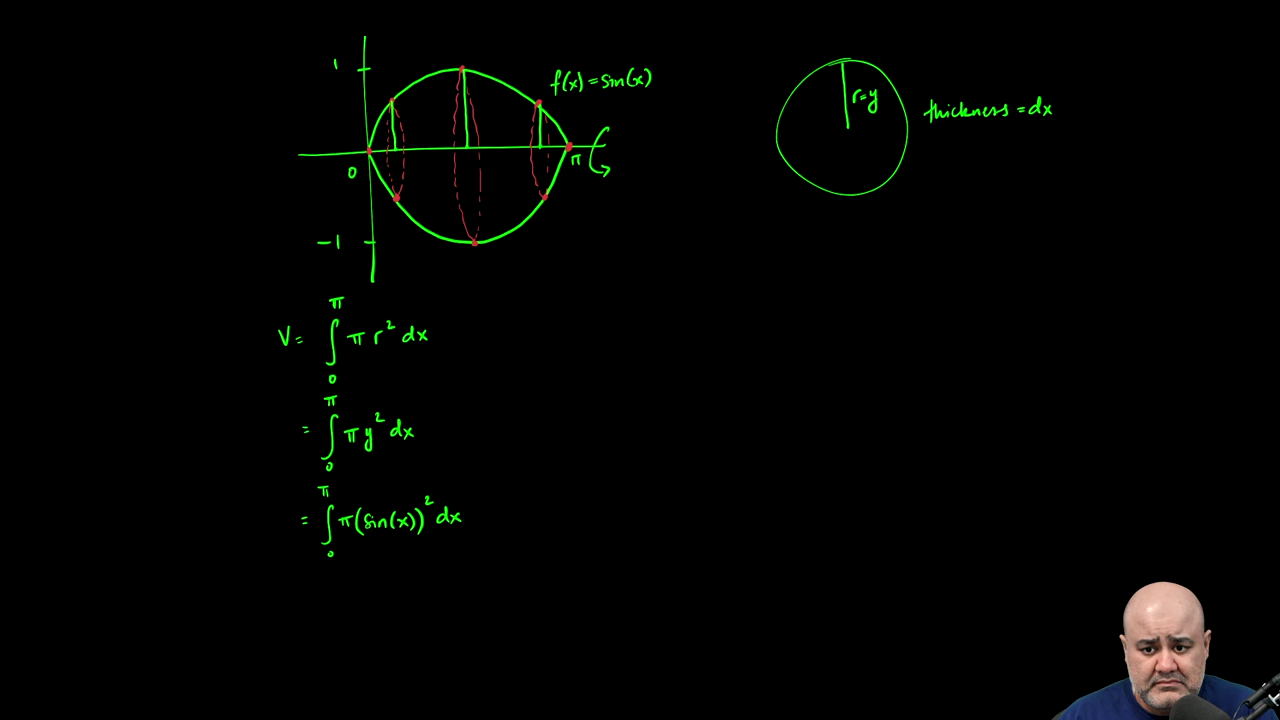 1
f(x) = sin(x)
r=y
thickness = dx
0
π
−1
V = ∫₀^π π r² dx
= ∫₀^π π y² dx
= ∫₀^π π (sin(x))² dx